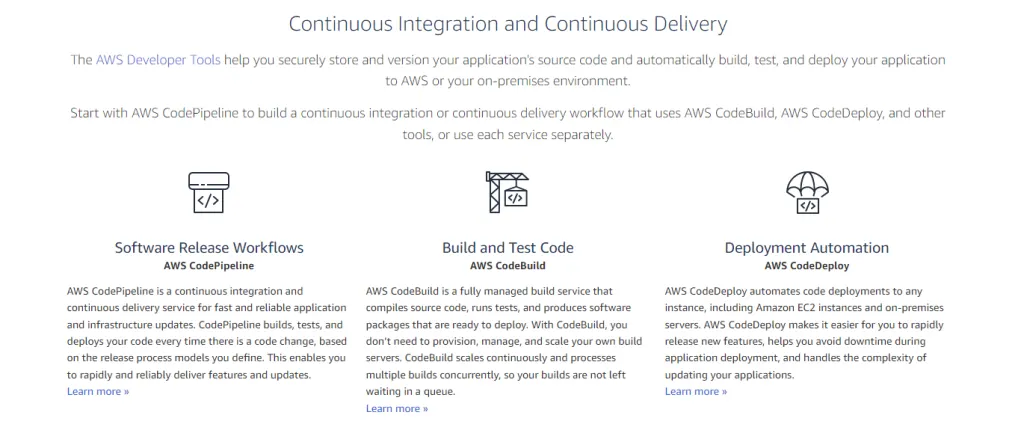 Continuous Integration and Continuous Delivery
The AWS Developer Tools help you securely store and version your application's source code and automatically build, test, and deploy your application
to AWS or your on-premises environment.
Start with AWS CodePipeline to build a continuous integration or continuous delivery workflow that uses AWS CodeBuild, AWS CodeDeploy, and other
tools, or use each service separately.
</>
Software Release Workflows
AWS CodePipeline
AWS CodePipeline is a continuous integration and
continuous delivery service for fast and reliable application
and infrastructure updates. CodePipeline builds, tests, and
deploys your code every time there is a code change, based
on the release process models you define. This enables you
to rapidly and reliably deliver features and updates.
Learn more »
</>
Build and Test Code
AWS CodeBuild
AWS CodeBuild is a fully managed build service that
compiles source code, runs tests, and produces software
packages that are ready to deploy. With CodeBuild, you
don't need to provision, manage, and scale your own build
servers. CodeBuild scales continuously and processes
multiple builds concurrently, so your builds are not left
waiting in a queue.
Learn more »
</>
Deployment Automation
AWS CodeDeploy
AWS CodeDeploy automates code deployments to any
instance, including Amazon EC2 instances and on-premises
servers. AWS CodeDeploy makes it easier for you to rapidly
release new features, helps you avoid downtime during
application deployment, and handles the complexity of
updating your applications.
Learn more »